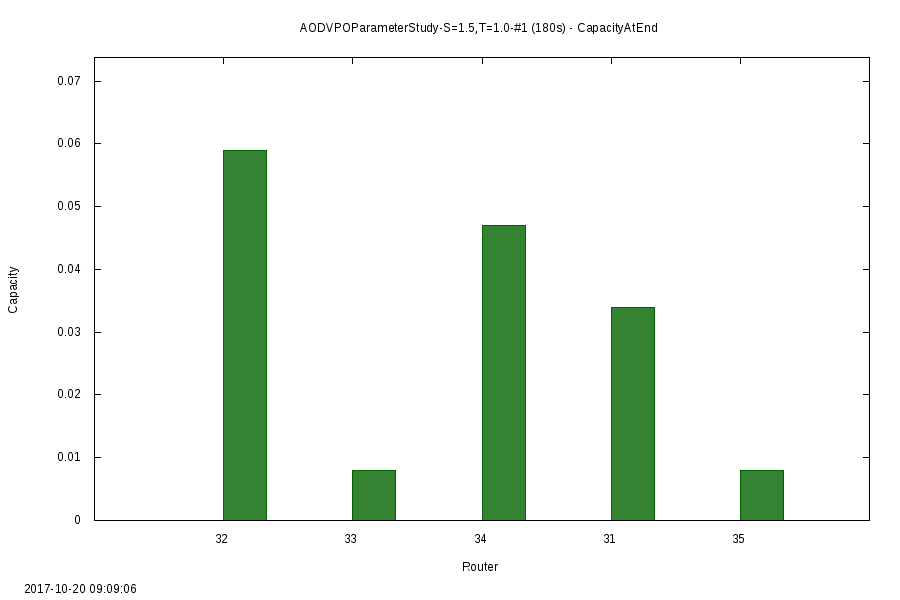 AODVPOParameterStudy-S=1.5,T=1.0-#1 (180s) - CapacityAtEnd
0.07
0.06
0.05
0.04
0.03
0.02
0.01
0
Capacity
32 33 34 31 35
Router
2017-10-20 09:09:06